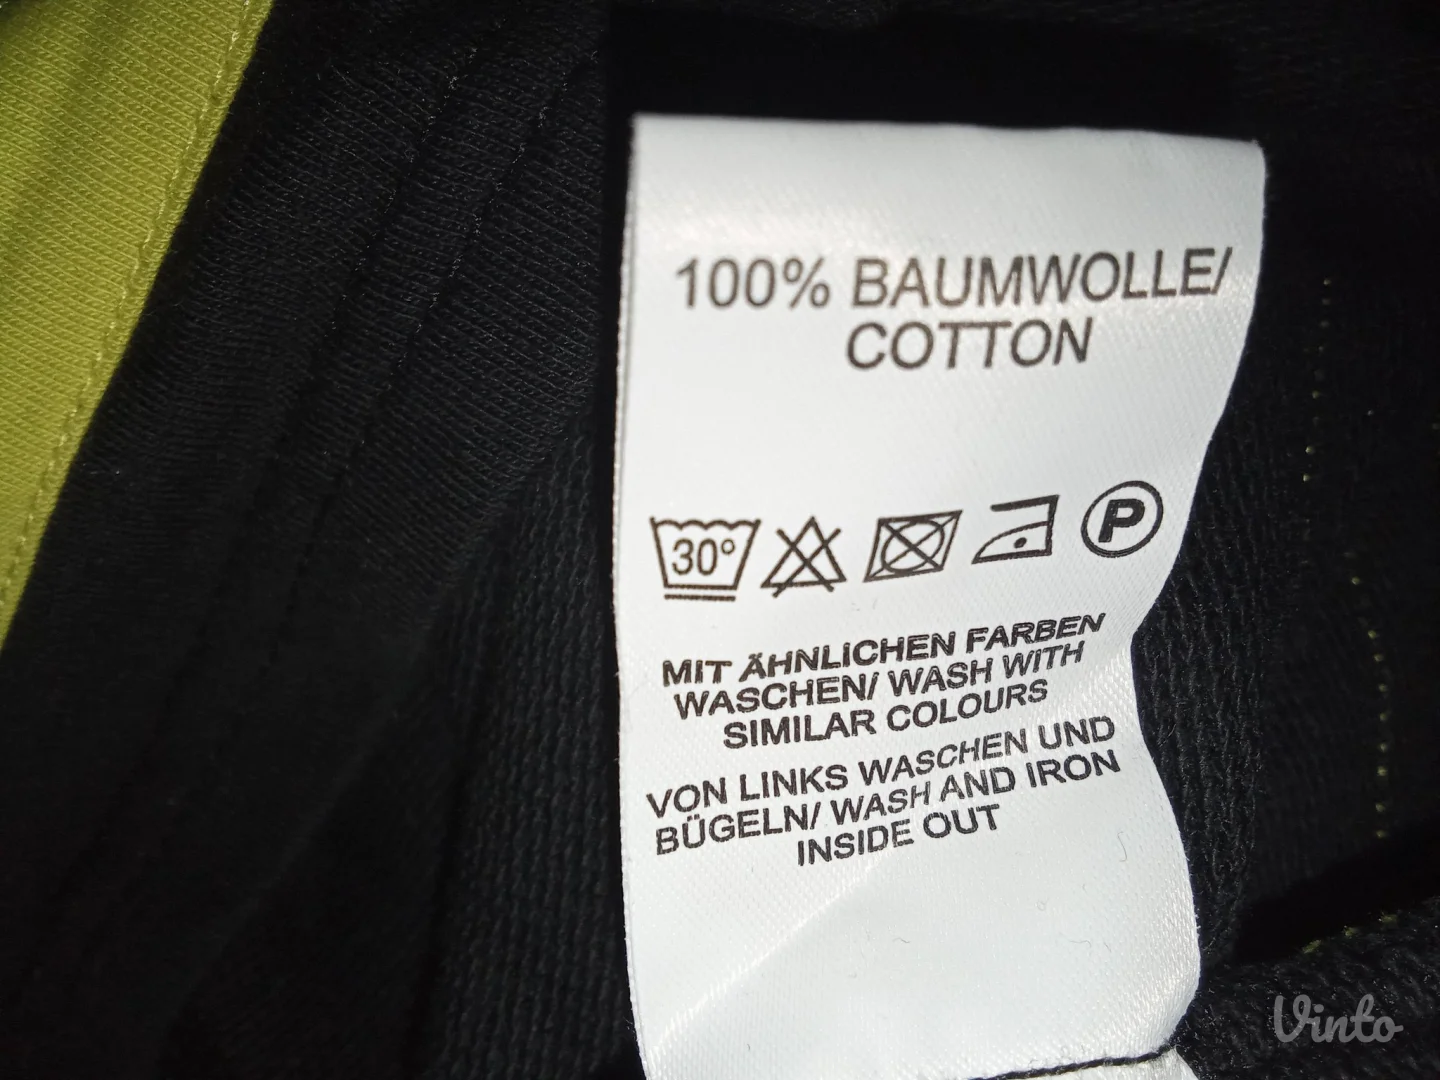 100% BAUMWOLLE/
COTTON
30°
P
MIT ÄHNLICHEN FARBEN
WASCHEN/ WASH WITH
SIMILAR COLOURS
VON LINKS WASCHEN UND
BÜGELN/ WASH AND IRON
INSIDE OUT
Vinto